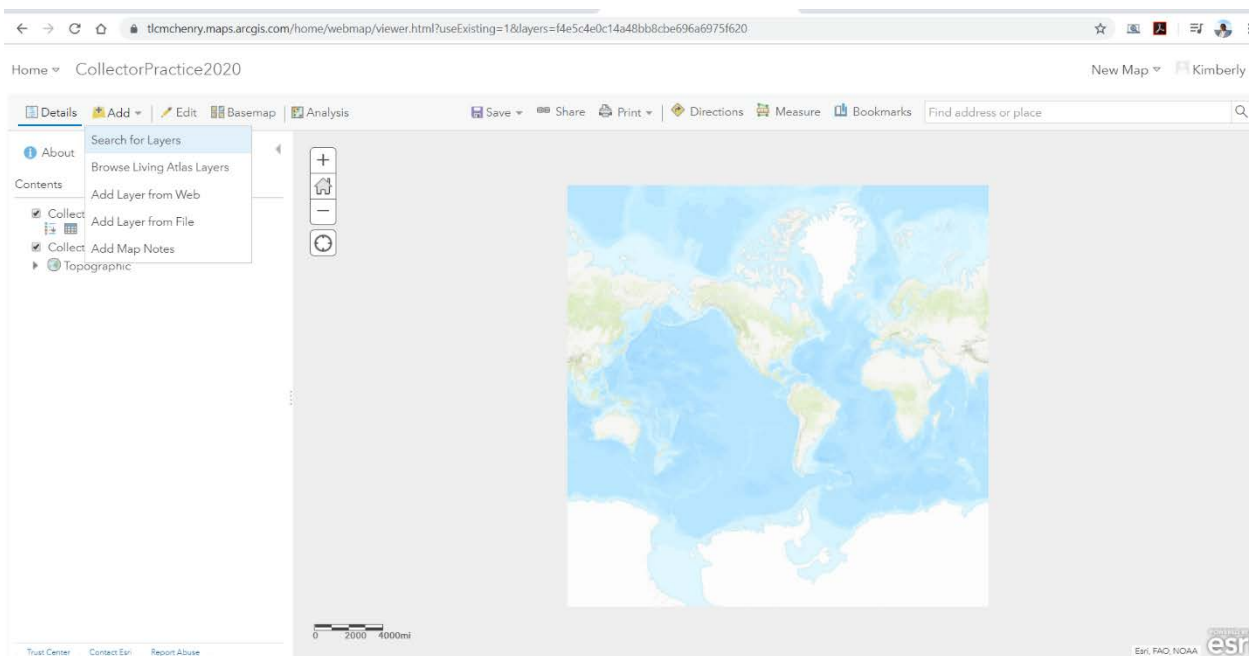 tlcmchenry.maps.arcgis.com/home/webmap/viewer.html?useExisting=1&layers=f4e5c4e0c14a48bb8cbe696a6975f620
Home CollectorPractice2020 New Map Kimberly
Details Add Edit Basemap Analysis Save Share Print Directions Measure Bookmarks Find address or place
Search for Layers
About
Browse Living Atlas Layers
Contents
Add Layer from Web
Collect
Add Layer from File
Collect Add Map Notes
Topographic
0 2000 4000mi
Trust Center Contact Esri Report Abuse
Esri, FAO, NOAA esri